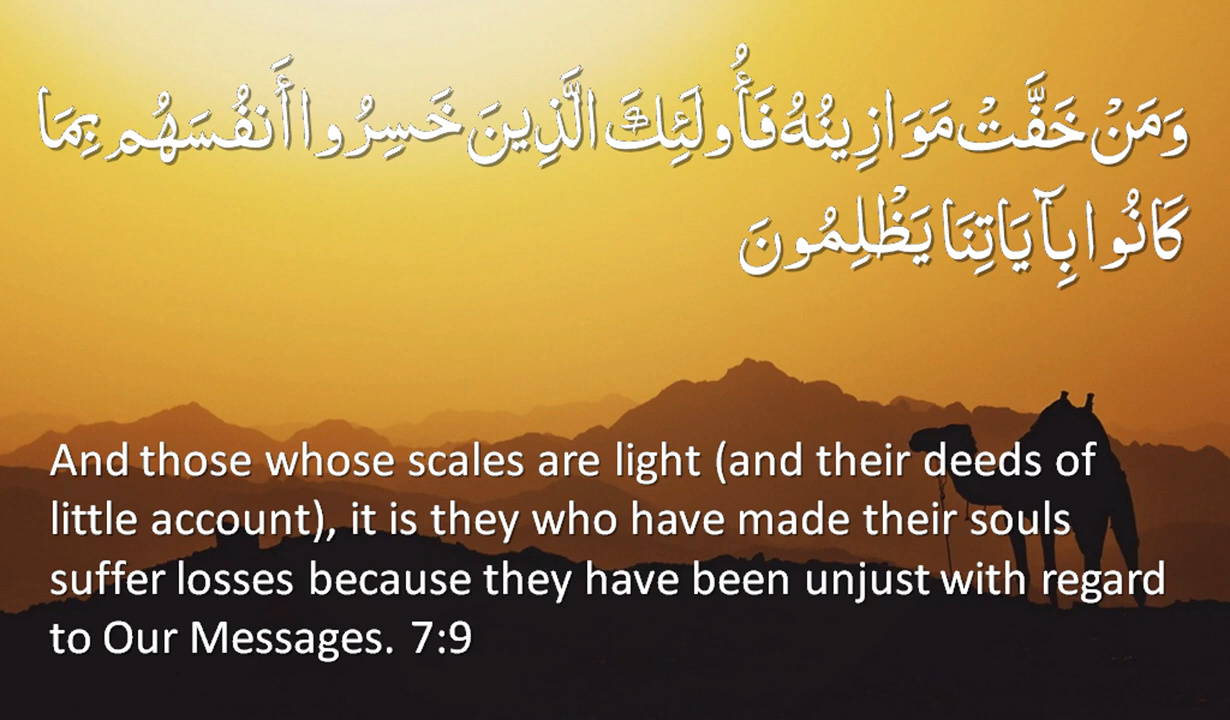 وَمَنْ خَفَّتْ مَوَازِينُهُ فَأُولَئِكَ الَّذِينَ خَسِرُوا أَنفُسَهُم بِمَا
كَانُوا بِآيَاتِنَا يَظْلِمُونَ
And those whose scales are light (and their deeds of
little account), it is they who have made their souls
suffer losses because they have been unjust with regard
to Our Messages. 7:9